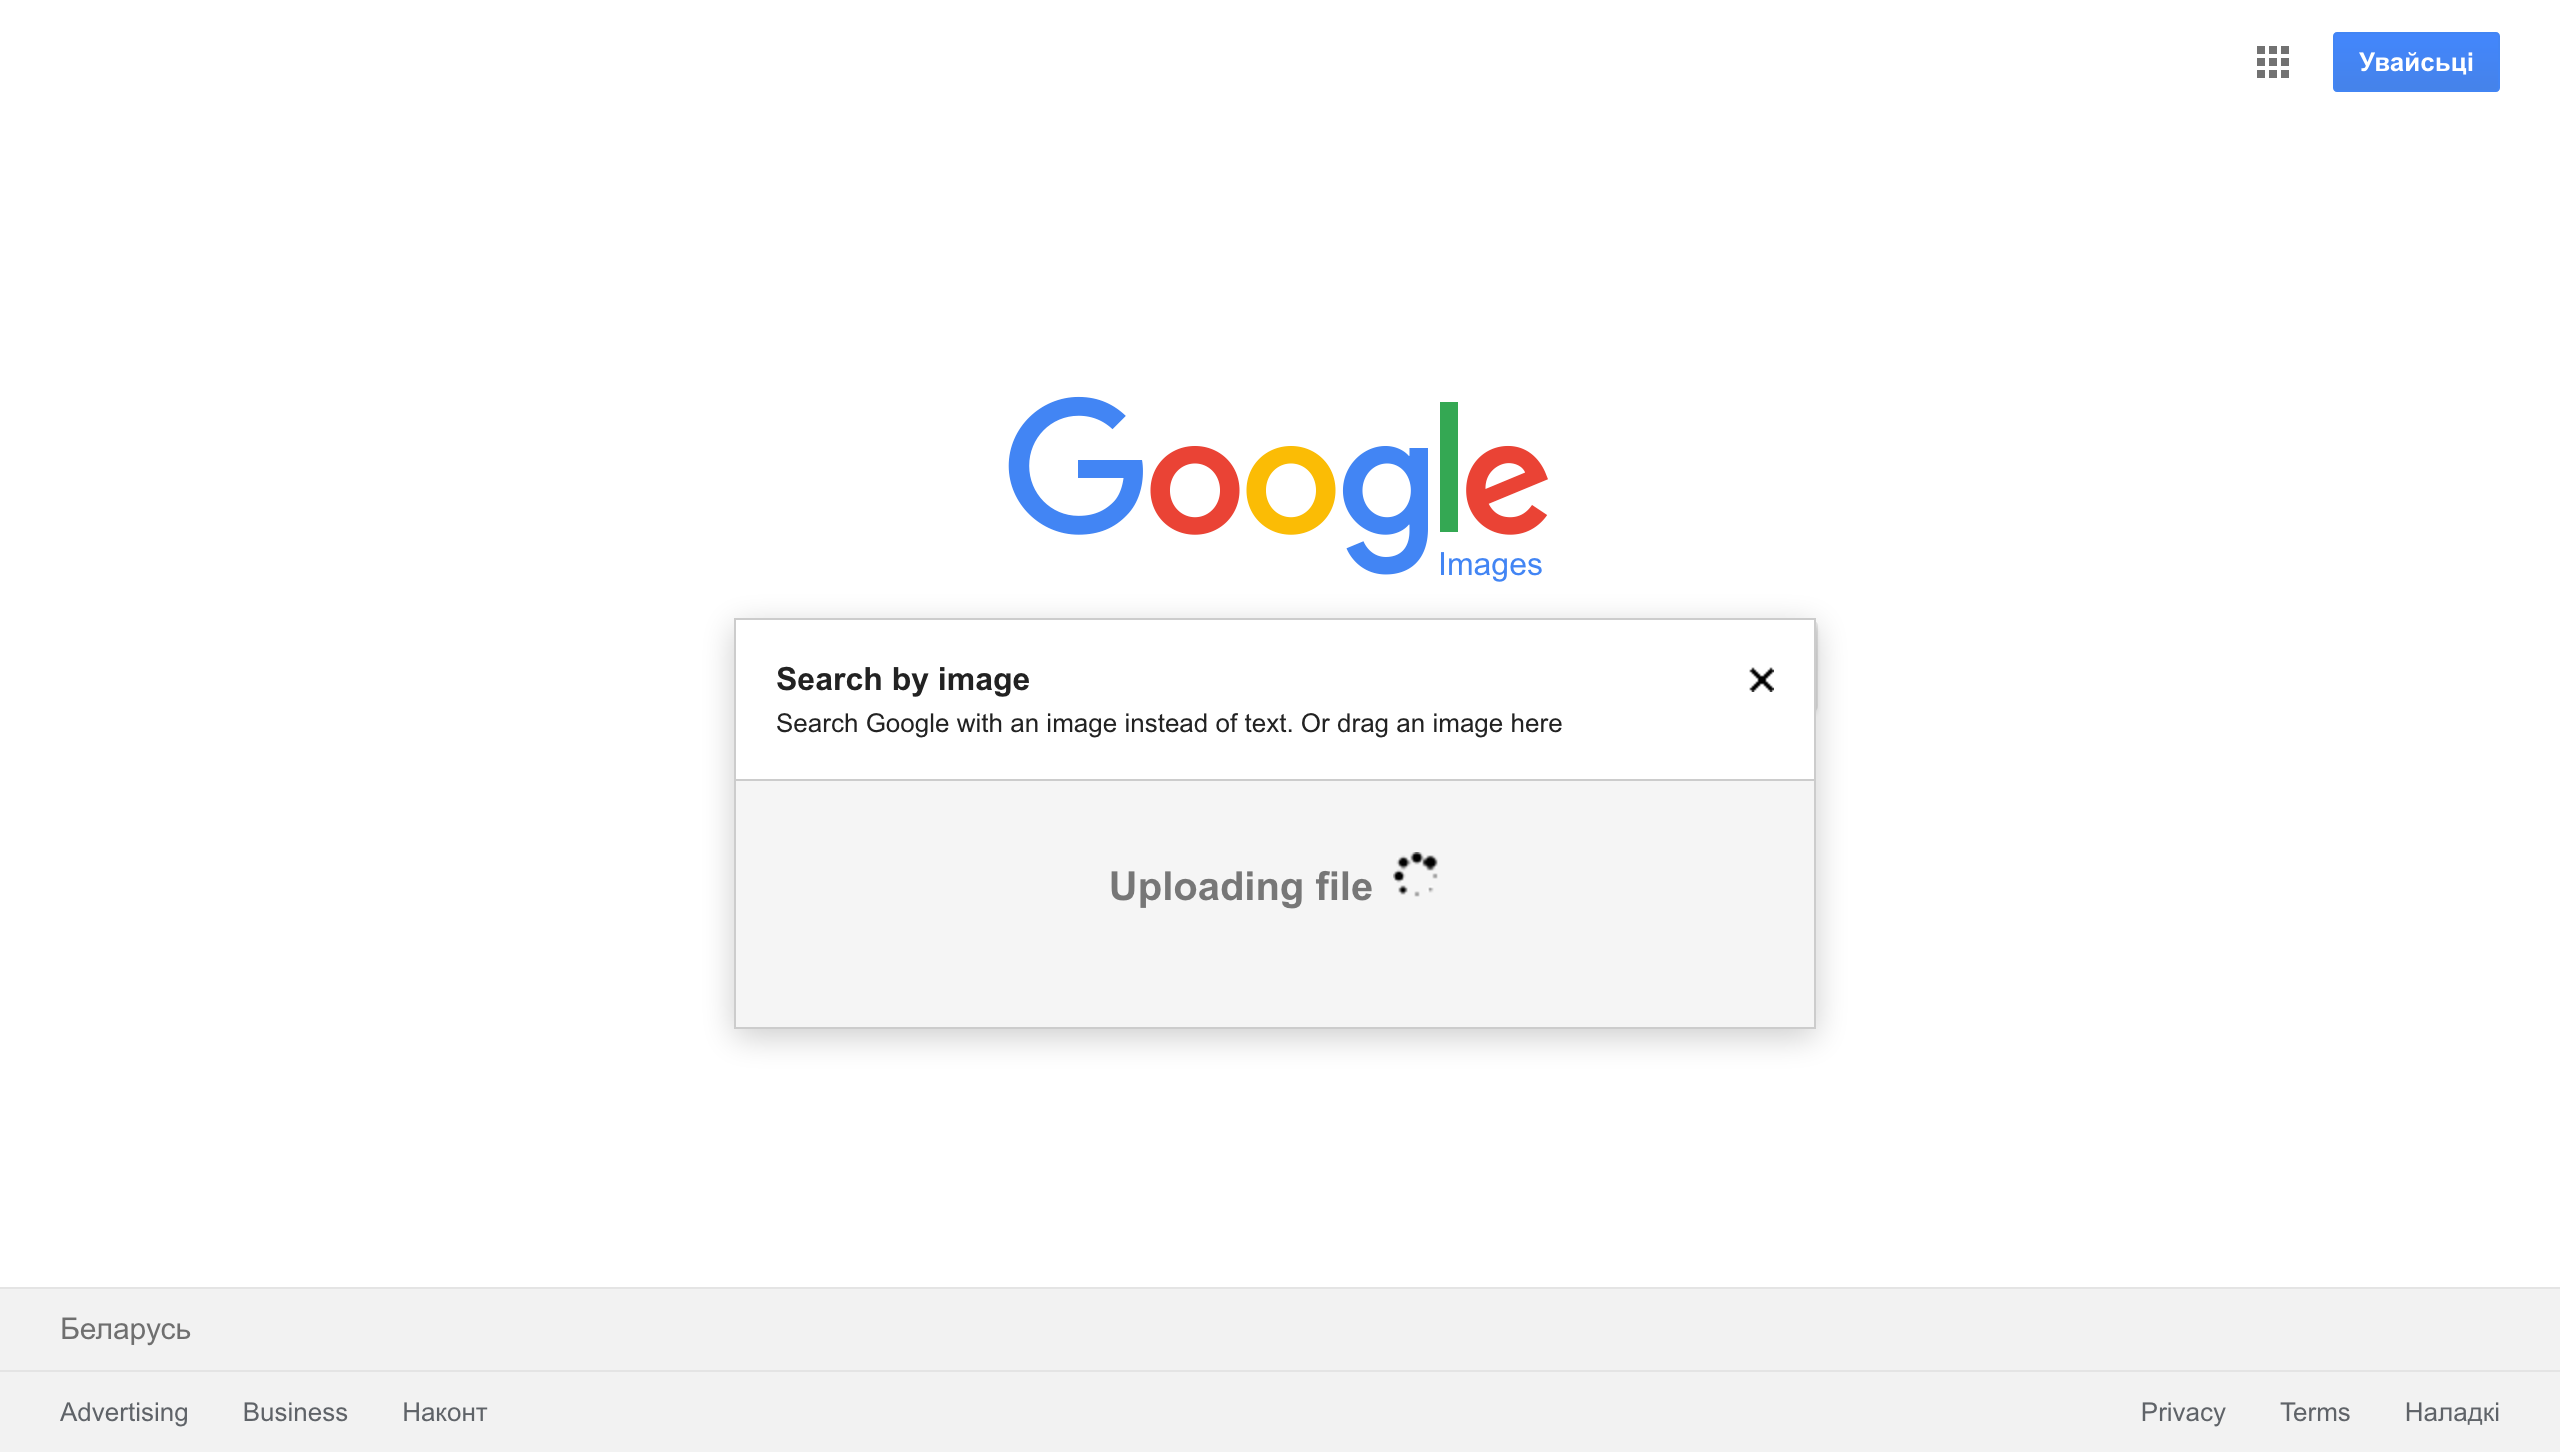 Увайсьці
Google
Images
Search by image
Search Google with an image instead of text. Or drag an image here
Uploading file
Беларусь
Advertising Business Наконт Privacy Terms Наладкі